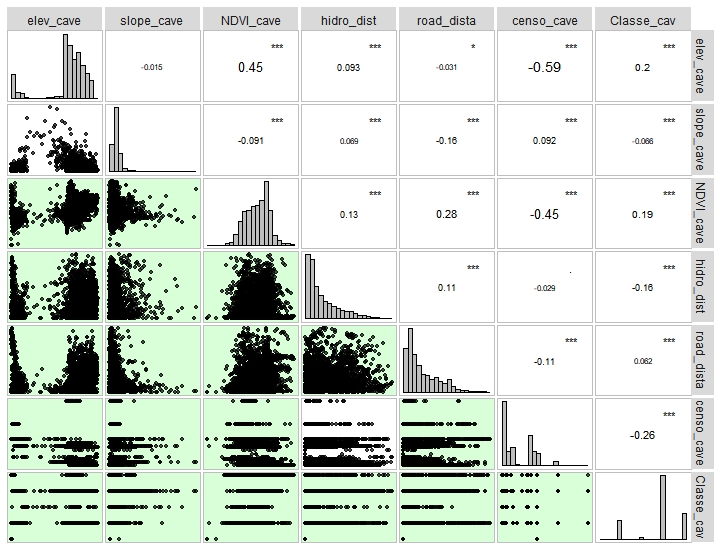 elev_cave slope_cave NDVI_cave hidro_dist road_dista censo_cave Classe_cav
*** * *** ***
-0.015 0.45 0.093 -0.031 -0.59 0.2
elev_cave
*** *** *** *** ***
-0.091 0.069 -0.16 0.092 -0.066
slope_cave
*** *** *** ***
0.13 0.28 -0.45 0.19
NDVI_cave
*** . ***
0.11 -0.029 -0.16
hidro_dist
*** ***
-0.11 0.062
road_dista
***
-0.26
censo_cave
Classe_cav